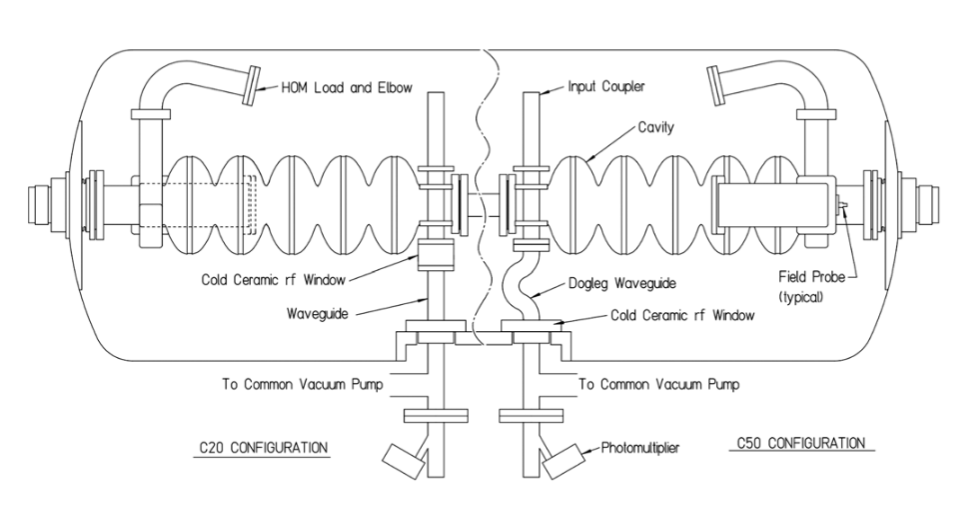 HOM Load and Elbow
Input Coupler
Cavity
Cold Ceramic rf Window
Dogleg Waveguide
Field Probe
(typical)
Waveguide
Cold Ceramic rf Window
To Common Vacuum Pump
To Common Vacuum Pump
C20 CONFIGURATION
Photomultiplier
C50 CONFIGURATION